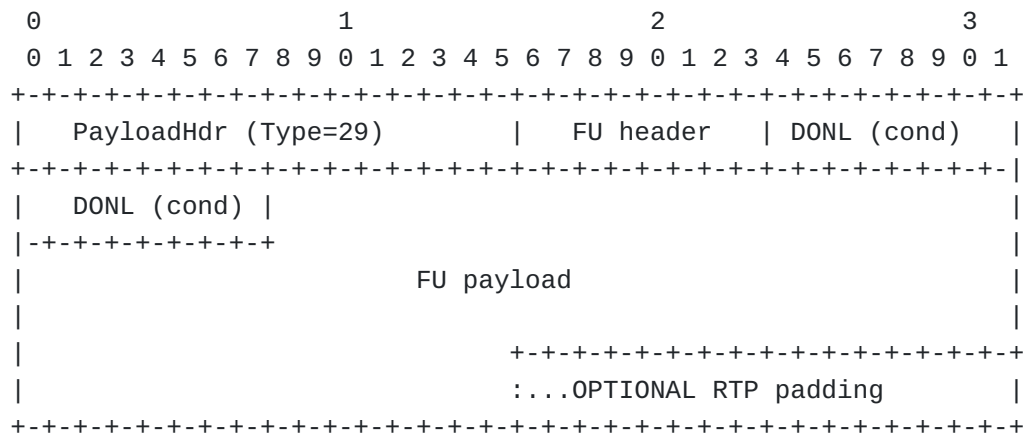 0                   1                   2                   3
 0 1 2 3 4 5 6 7 8 9 0 1 2 3 4 5 6 7 8 9 0 1 2 3 4 5 6 7 8 9 0 1
+-+-+-+-+-+-+-+-+-+-+-+-+-+-+-+-+-+-+-+-+-+-+-+-+-+-+-+-+-+-+-+-+
|   PayloadHdr (Type=29)        |   FU header   | DONL (cond)   |
+-+-+-+-+-+-+-+-+-+-+-+-+-+-+-+-+-+-+-+-+-+-+-+-+-+-+-+-+-+-+-+-|
|   DONL (cond) |                                               |
|-+-+-+-+-+-+-+-+                                               |
|                         FU payload                            |
|                                                               |
|                               +-+-+-+-+-+-+-+-+-+-+-+-+-+-+-+-+
|                               :...OPTIONAL RTP padding        |
+-+-+-+-+-+-+-+-+-+-+-+-+-+-+-+-+-+-+-+-+-+-+-+-+-+-+-+-+-+-+-+-+